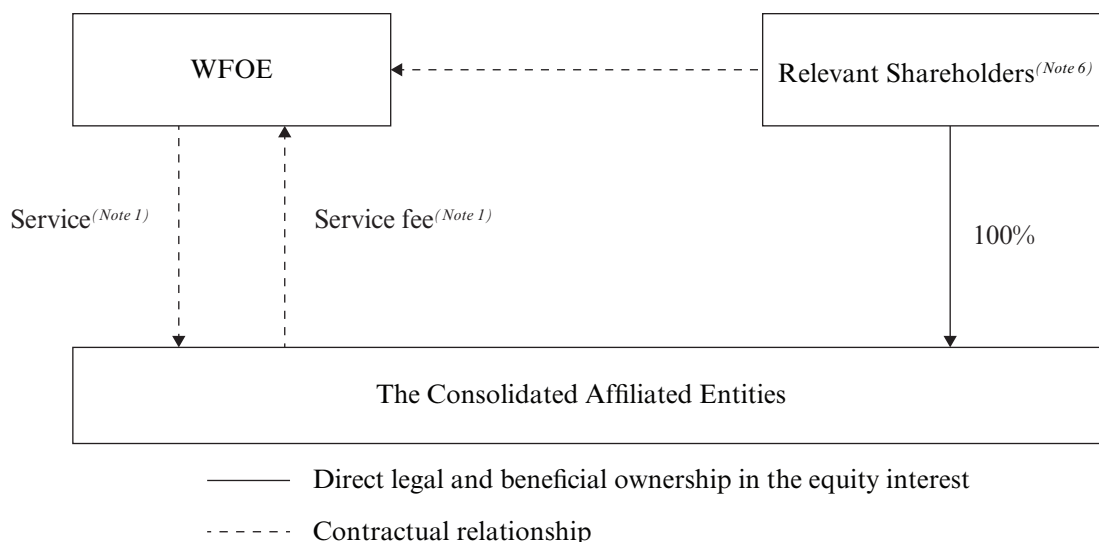 WFOE
Relevant Shareholders(Note 6)
Service(Note 1)
Service fee(Note 1)
100%
The Consolidated Affiliated Entities
Direct legal and beneficial ownership in the equity interest
Contractual relationship